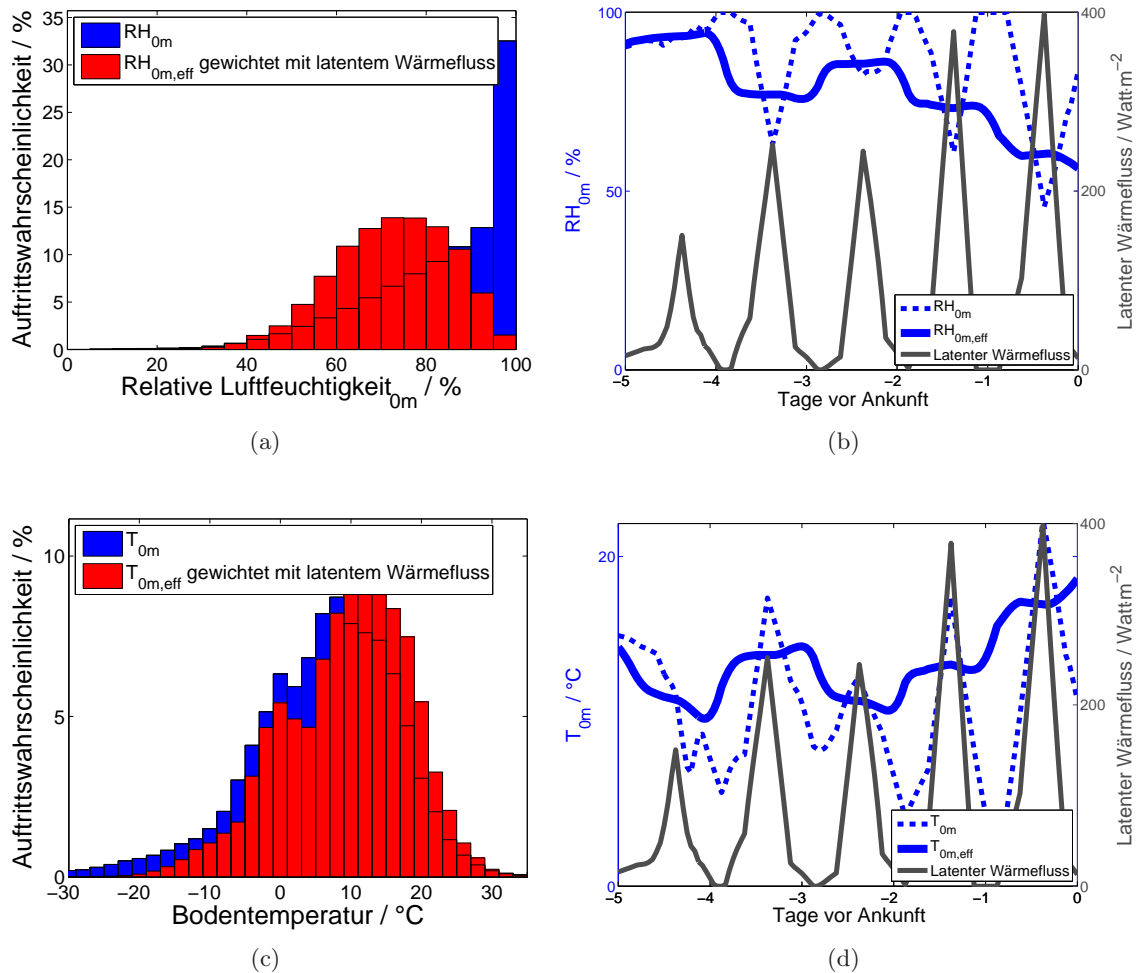 35
30
25
20
15
10
5
0
Auftrittswahrscheinlichkeit / %
RH0m
RH0m,eff gewichtet mit latentem Wärmefluss
0 20 40 60 80 100
Relative Luftfeuchtigkeit0m / %
(a)
100
50
0
RH0m / %
RH0m
RH0m,eff
Latenter Wärmefluss
−5 −4 −3 −2 −1 0
Tage vor Ankunft
400
200
0
Latenter Wärmefluss / Watt·m−2
(b)
10
5
0
Auftrittswahrscheinlichkeit / %
T0m
T0m,eff gewichtet mit latentem Wärmefluss
−30 −20 −10 0 10 20 30
Bodentemperatur / °C
(c)
20
10
0
T0m / °C
T0m
T0m,eff
Latenter Wärmefluss
−5 −4 −3 −2 −1 0
Tage vor Ankunft
400
200
0
Latenter Wärmefluss / Watt·m−2
(d)